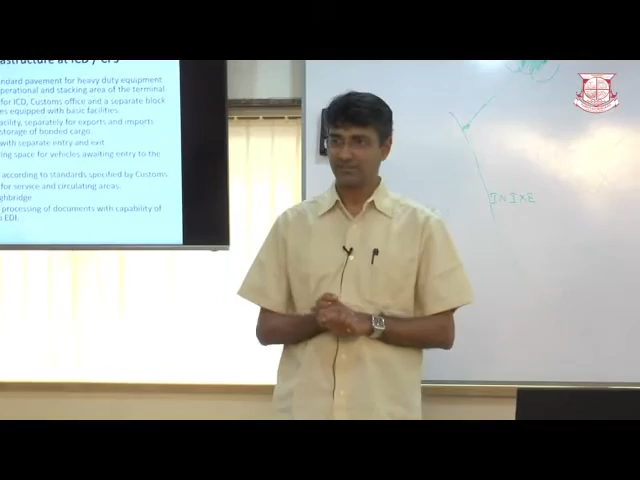 astructure at ICD / CFS
ndard pavement for heavy duty equipment
perational and stacking area of the terminal
for ICD, Customs office and a separate block
es equipped with basic facilities
acility, separately for exports and imports
storage of bonded cargo
with separate entry and exit
ing space for vehicles awaiting entry to the
according to standards specified by Customs
for service and circulating areas.
ghbridge
processing of documents with capability of
EDI.
INIXE